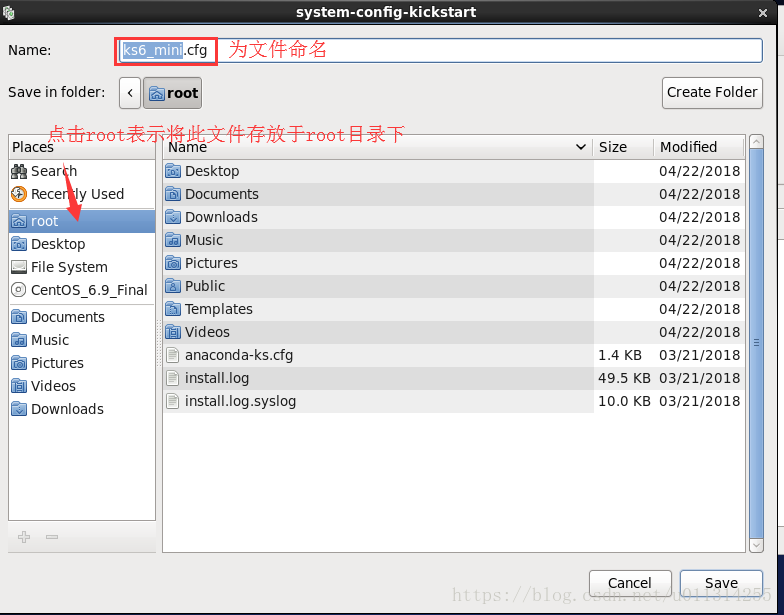 system-config-kickstart
Name: ks6_mini.cfg 为文件命名
Save in folder: root Create Folder
点击root表示将此文件存放于root目录下
Places
Search
Recently Used
root
Desktop
File System
CentOS_6.9_Final
Documents
Music
Pictures
Videos
Downloads
Name Size Modified
Desktop 04/22/2018
Documents 04/22/2018
Downloads 04/22/2018
Music 04/22/2018
Pictures 04/22/2018
Public 04/22/2018
Templates 04/22/2018
Videos 04/22/2018
anaconda-ks.cfg 1.4 KB 03/21/2018
install.log 49.5 KB 03/21/2018
install.log.syslog 10.0 KB 03/21/2018
Cancel Save
https://blog.csdn.net/u011314255